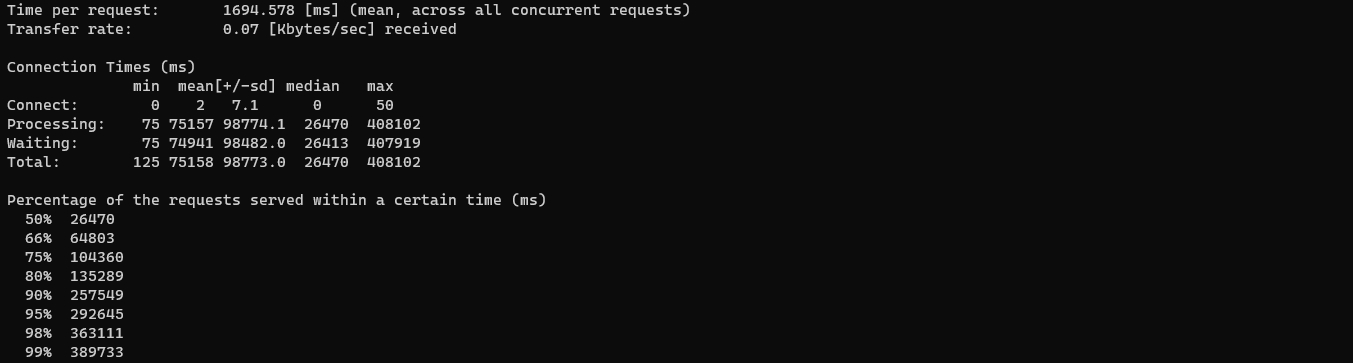 Time per request:       1694.578 [ms] (mean, across all concurrent requests)
Transfer rate:          0.07 [Kbytes/sec] received

Connection Times (ms)
              min  mean[+/-sd] median   max
Connect:        0    2   7.1      0      50
Processing:    75 75157 98774.1  26470  408102
Waiting:       75 74941 98482.0  26413  407919
Total:        125 75158 98773.0  26470  408102

Percentage of the requests served within a certain time (ms)
  50%  26470
  66%  64803
  75%  104360
  80%  135289
  90%  257549
  95%  292645
  98%  363111
  99%  389733